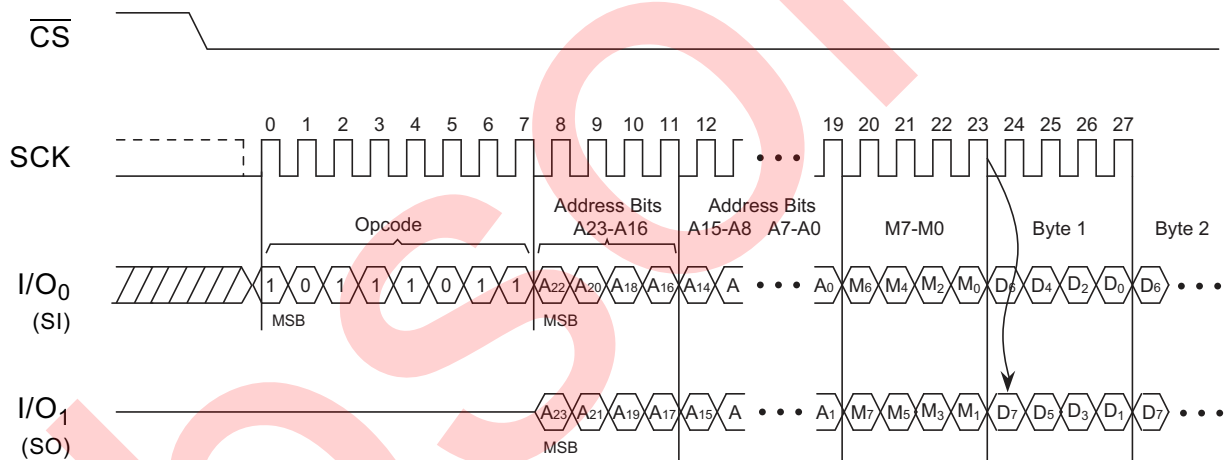 CS
0 1 2 3 4 5 6 7 8 9 10 11 12 19 20 21 22 23 24 25 26 27
SCK
Address Bits Address Bits
Opcode A23-A16 A15-A8 A7-A0 M7-M0 Byte 1 Byte 2
I/O0 1 0 1 1 1 0 1 1 A22 A20 A18 A16 A14 A A0 M6 M4 M2 M0 D6 D4 D2 D0 D6
(SI) MSB MSB
I/O1 A23 A21 A19 A17 A15 A A1 M7 M5 M3 M1 D7 D5 D3 D1 D7
(SO) MSB